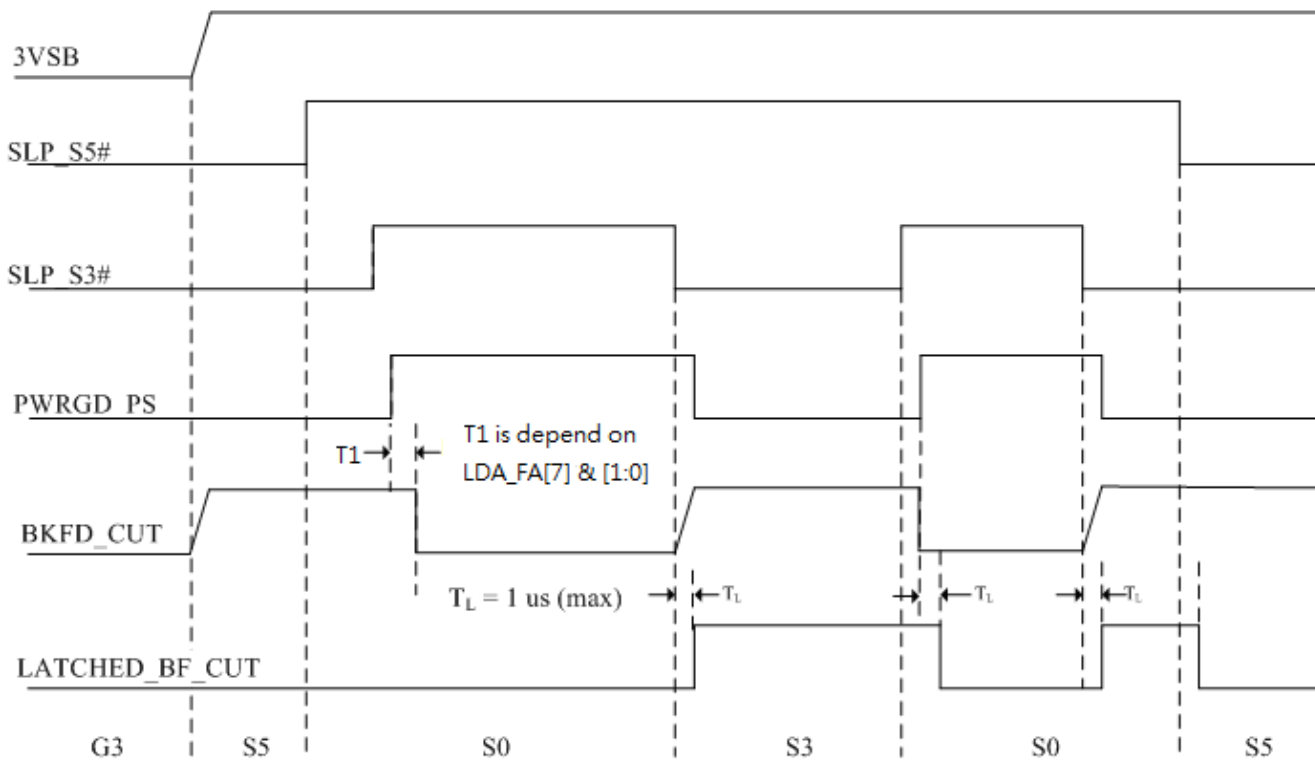 3VSB
SLP_S5#
SLP_S3#
PWRGD_PS
T1
T1 is depend on
LDA_FA[7] & [1:0]
BKFD_CUT
TL = 1 us (max)
TL
TL
TL
LATCHED_BF_CUT
G3 S5 S0 S3 S0 S5